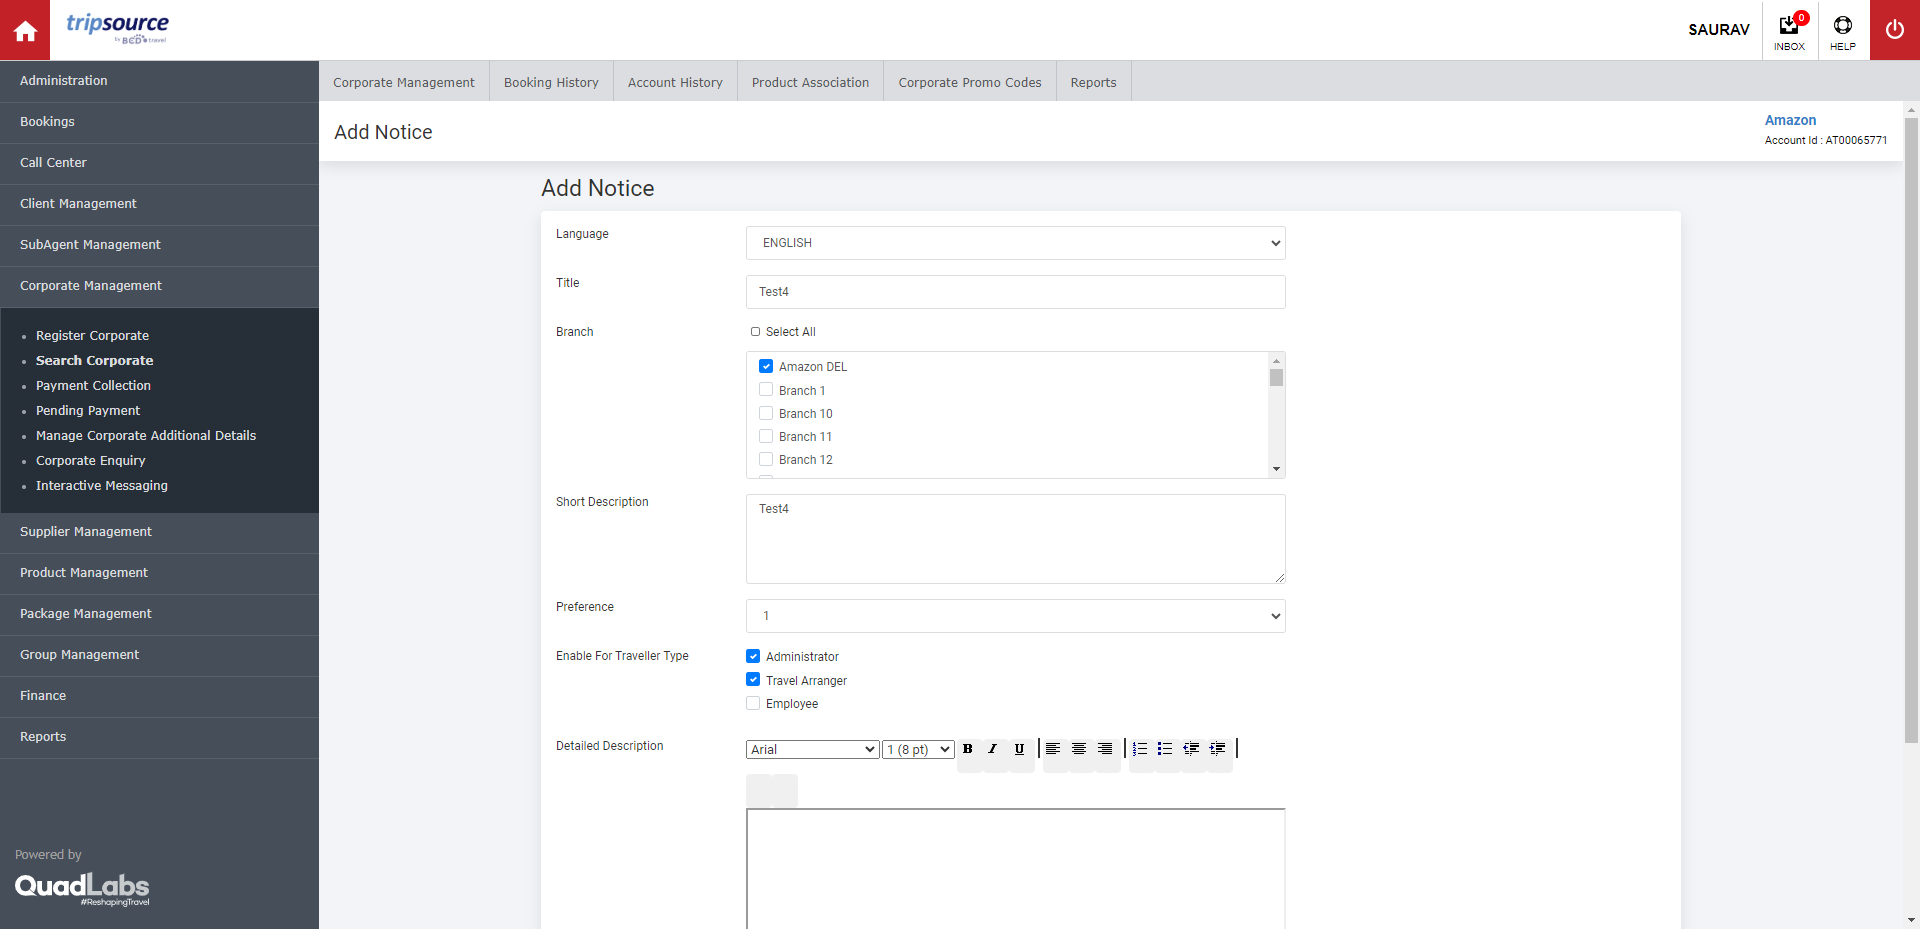 tripsource
by BCD travel
SAURAV
0
INBOX
HELP
Administration
Bookings
Call Center
Client Management
SubAgent Management
Corporate Management
Register Corporate
Search Corporate
Payment Collection
Pending Payment
Manage Corporate Additional Details
Corporate Enquiry
Interactive Messaging
Supplier Management
Product Management
Package Management
Group Management
Finance
Reports
Powered by
QuadLabs
#ReshapingTravel
Corporate Management
Booking History
Account History
Product Association
Corporate Promo Codes
Reports
Add Notice
Amazon
Account Id : AT00065771
Add Notice
Language
ENGLISH
Title
Test4
Branch
Select All
Amazon DEL
Branch 1
Branch 10
Branch 11
Branch 12
Short Description
Test4
Preference
1
Enable For Traveller Type
Administrator
Travel Arranger
Employee
Detailed Description
Arial
1 (8 pt)
B I U